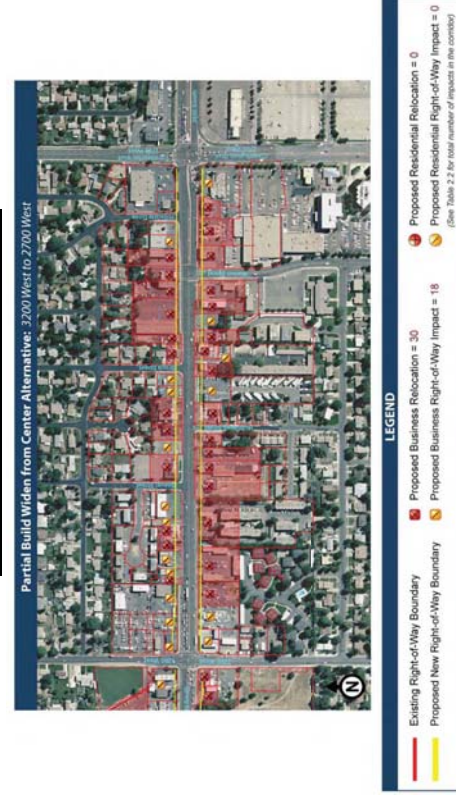 Partial Build Widen from Center Alternative: 3200 West to 2700 West
N
LEGEND
Existing Right-of-Way Boundary
Proposed New Right-of-Way Boundary
Proposed Business Relocation = 30
Proposed Business Right-of-Way Impact = 18
Proposed Residential Relocation = 0
Proposed Residential Right-of-Way Impact = 0
(See Table 2.2 for total number of impacts in the corridor)